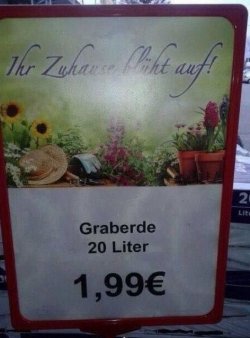 Ihr Zuhause blüht auf!
Graberde
20 Liter
1,99€